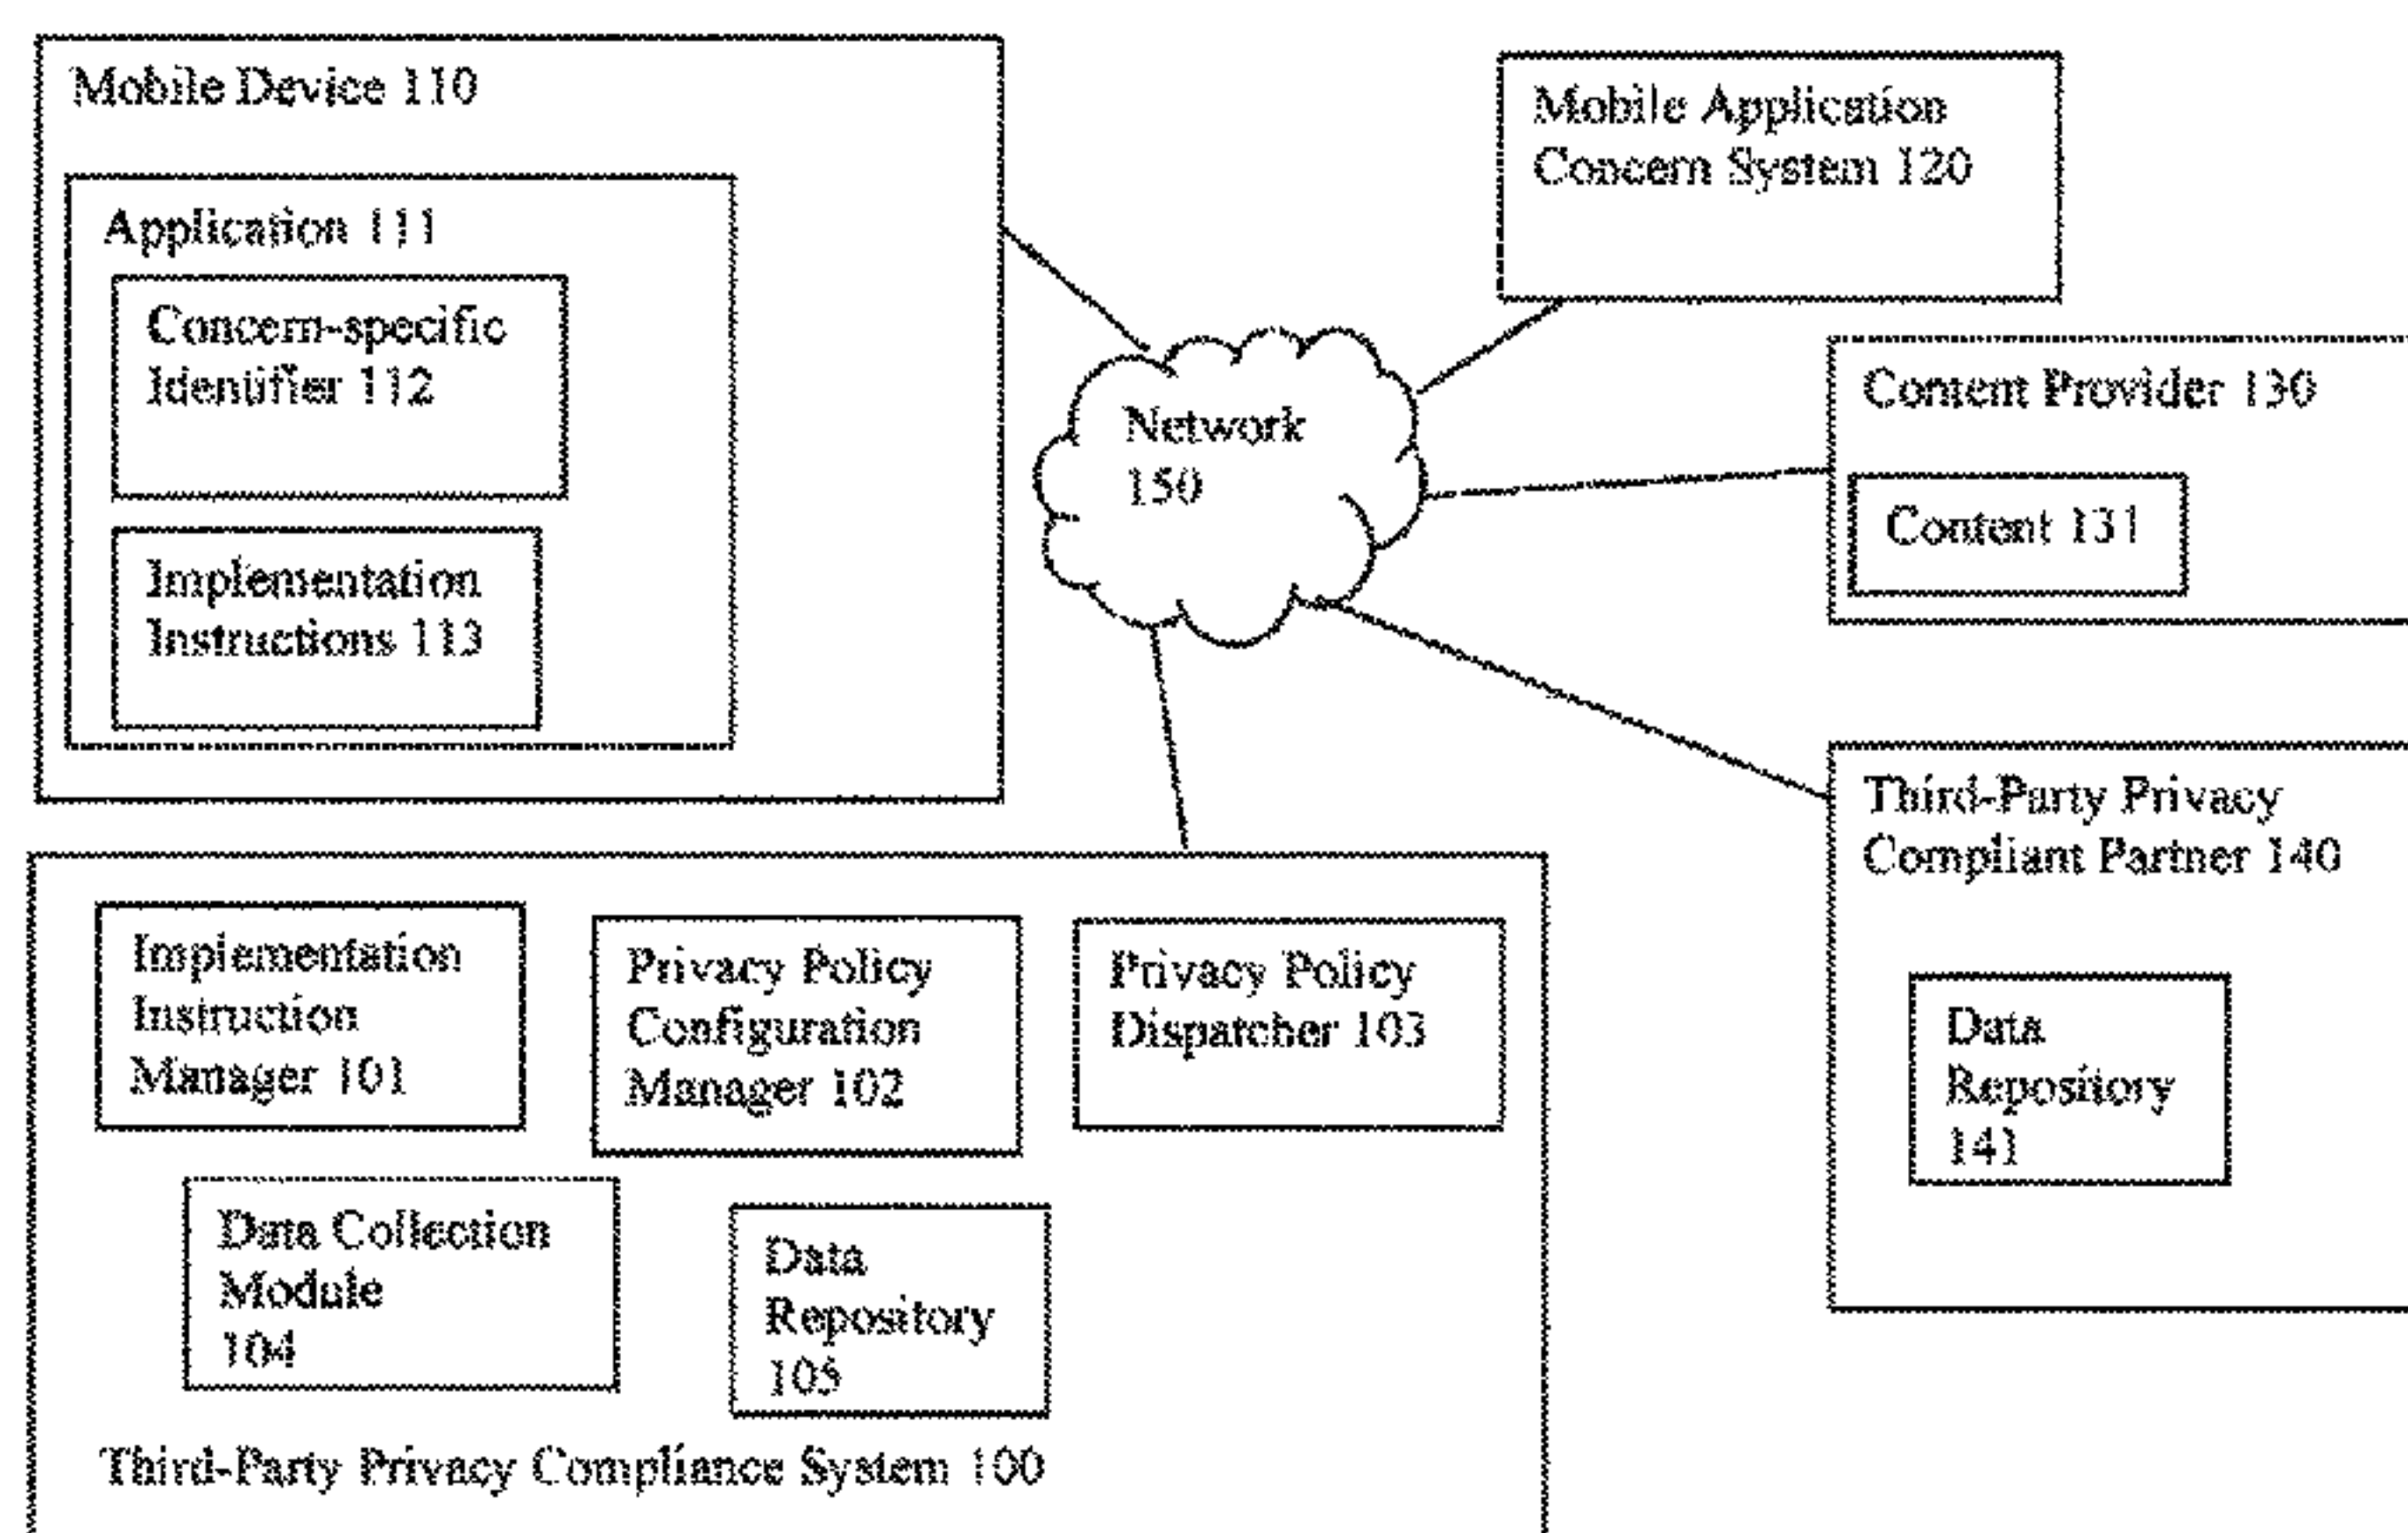 Mobile Device 110
Application 111
Concern-specific
Identifier 112
Implementation
Instructions 113
Network
150
Mobile Application
Concern System 120
Content Provider 130
Content 131
Third-Party Privacy
Compliant Partner 140
Data
Repository
141
Implementation
Instruction
Manager 101
Privacy Policy
Configuration
Manager 102
Privacy Policy
Dispatcher 103
Data Collection
Module
104
Data
Repository
105
Third-Party Privacy Compliance System 100